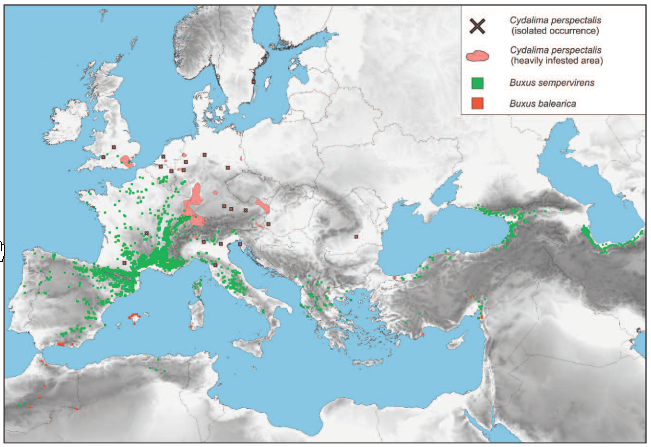 Cydalima perspectalis
(isolated occurrence)
Cydalima perspectalis
(heavily infested area)
Buxus sempervirens
Buxus balearica